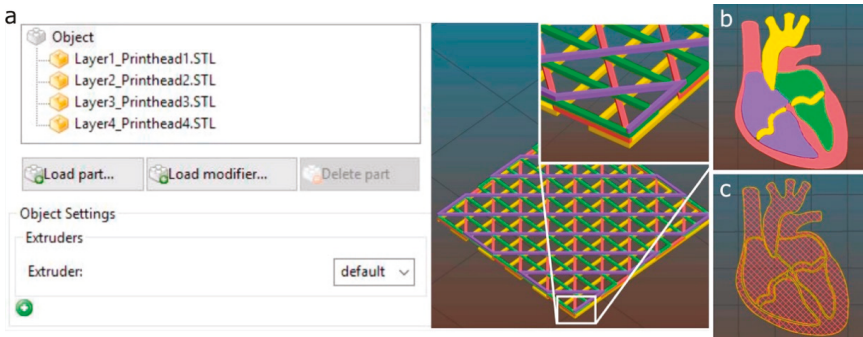 a
Object
Layer1_Printhead1.STL
Layer2_Printhead2.STL
Layer3_Printhead3.STL
Layer4_Printhead4.STL
Load part...
Load modifier...
Delete part
Object Settings
Extruders
Extruder:
default
b
c